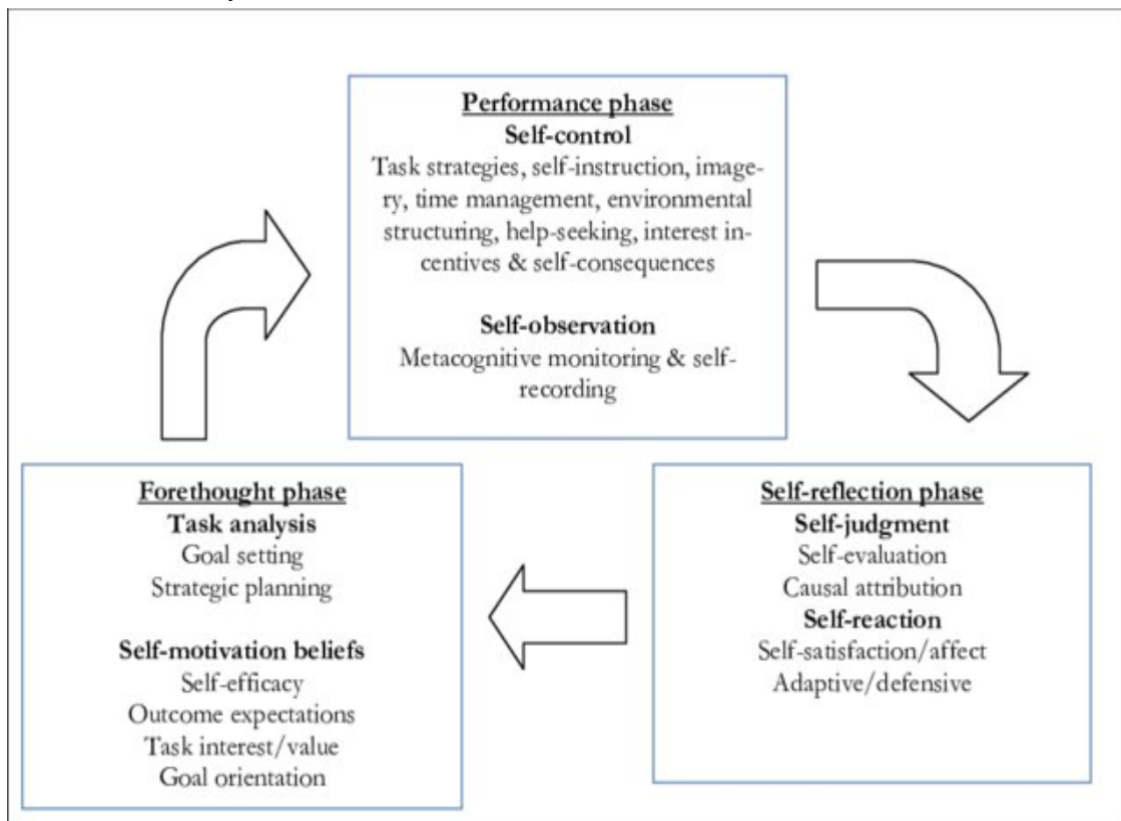 Performance phase
Self-control
Task strategies, self-instruction, image-
ry, time management, environmental
structuring, help-seeking, interest in-
centives & self-consequences
Self-observation
Metacognitive monitoring & self-
recording
Forethought phase
Task analysis
Goal setting
Strategic planning
Self-motivation beliefs
Self-efficacy
Outcome expectations
Task interest/value
Goal orientation
Self-reflection phase
Self-judgment
Self-evaluation
Causal attribution
Self-reaction
Self-satisfaction/affect
Adaptive/defensive